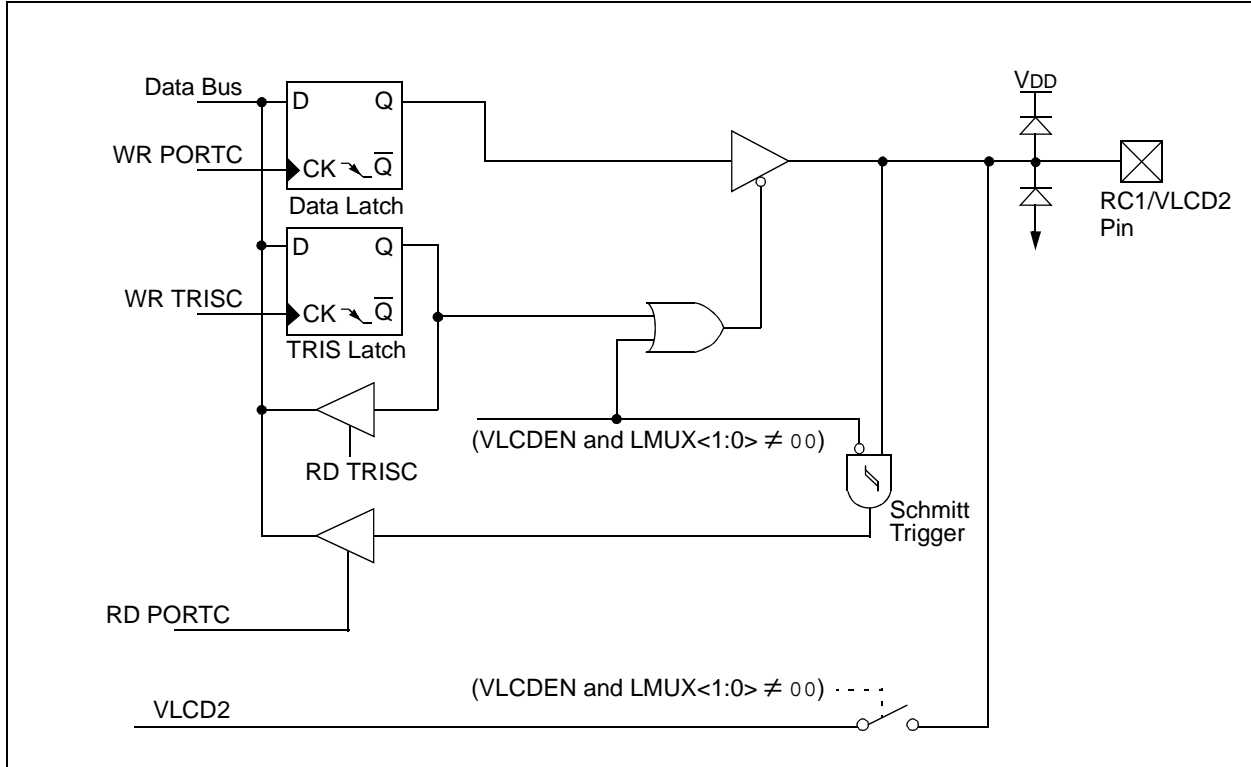 Data Bus
D Q
WR PORTC
CK Q̅
Data Latch
VDD
RC1/VLCD2
Pin
D Q
WR TRISC
CK Q̅
TRIS Latch
(VLCDEN and LMUX<1:0> ≠ 00)
RD TRISC
Schmitt
Trigger
RD PORTC
(VLCDEN and LMUX<1:0> ≠ 00)
VLCD2